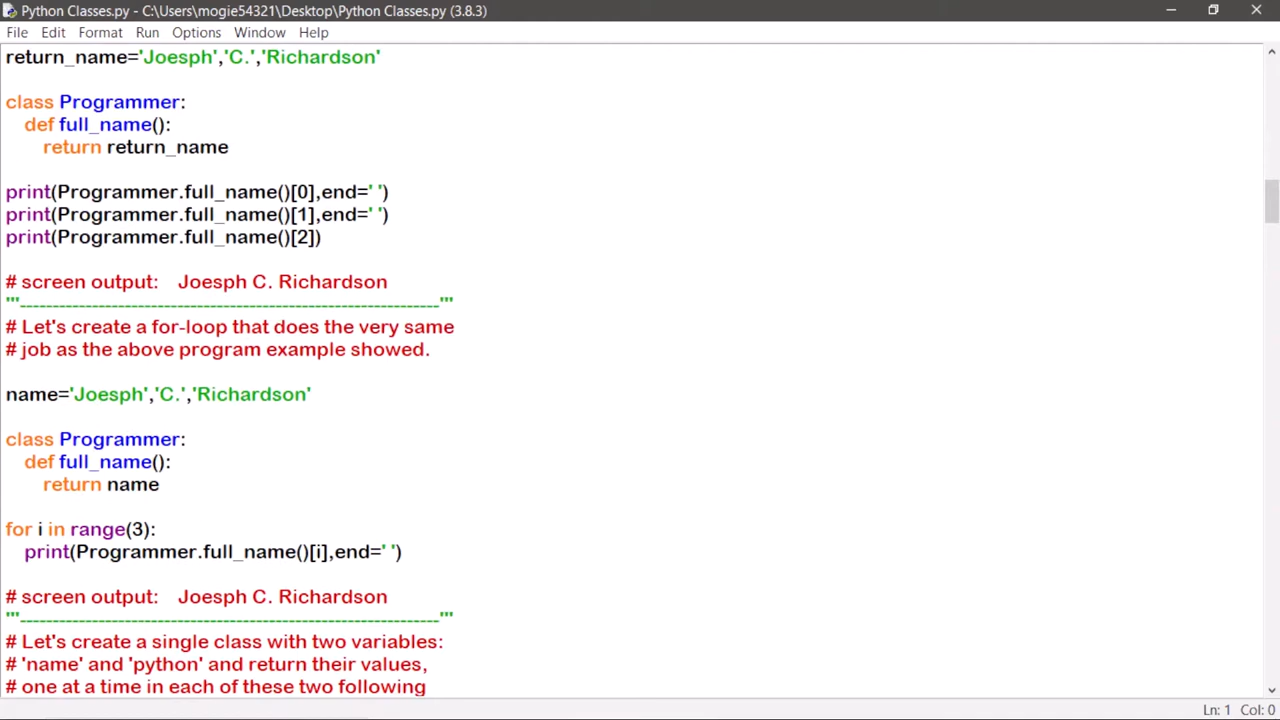 Python Classes.py - C:\Users\mogie54321\Desktop\Python Classes.py (3.8.3)
File Edit Format Run Options Window Help
return_name='Joesph','C.','Richardson'
class Programmer:
    def full_name():
        return return_name
print(Programmer.full_name()[0],end=' ')
print(Programmer.full_name()[1],end=' ')
print(Programmer.full_name()[2])
# screen output:    Joesph C. Richardson
'''----------------------------------------------------------------'''
# Let's create a for-loop that does the very same
# job as the above program example showed.
name='Joesph','C.','Richardson'
class Programmer:
    def full_name():
        return name
for i in range(3):
    print(Programmer.full_name()[i],end=' ')
# screen output:    Joesph C. Richardson
'''----------------------------------------------------------------'''
# Let's create a single class with two variables:
# 'name' and 'python' and return their values,
# one at a time in each of these two following
Ln: 1 Col: 0